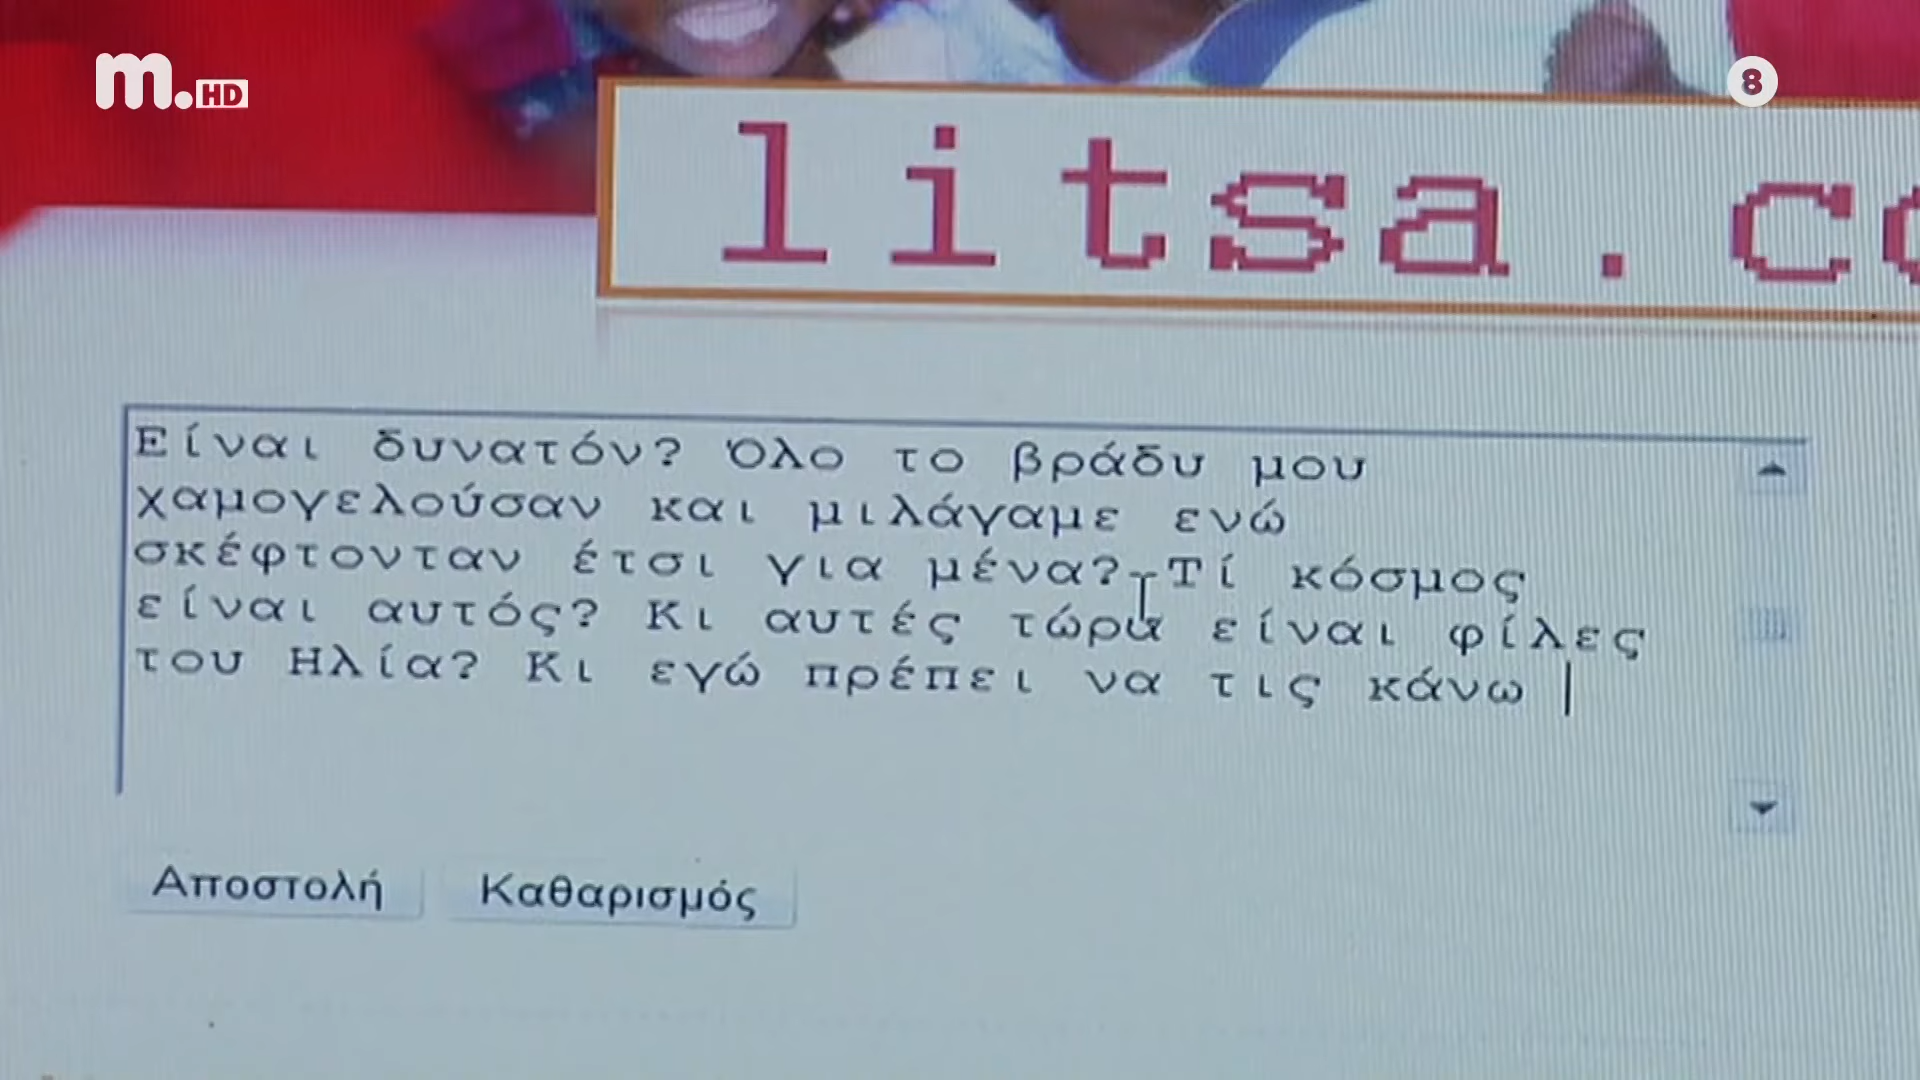 m.HD
8
litsa.co
Είναι δυνατόν? Όλο το βράδυ μου
χαμογελούσαν και μιλάγαμε ενώ
σκέφτονταν έτσι για μένα? Τί κόσμος
είναι αυτός? Κι αυτές τώρα είναι φίλες
του Ηλία? Κι εγώ πρέπει να τις κάνω
Αποστολή Καθαρισμός